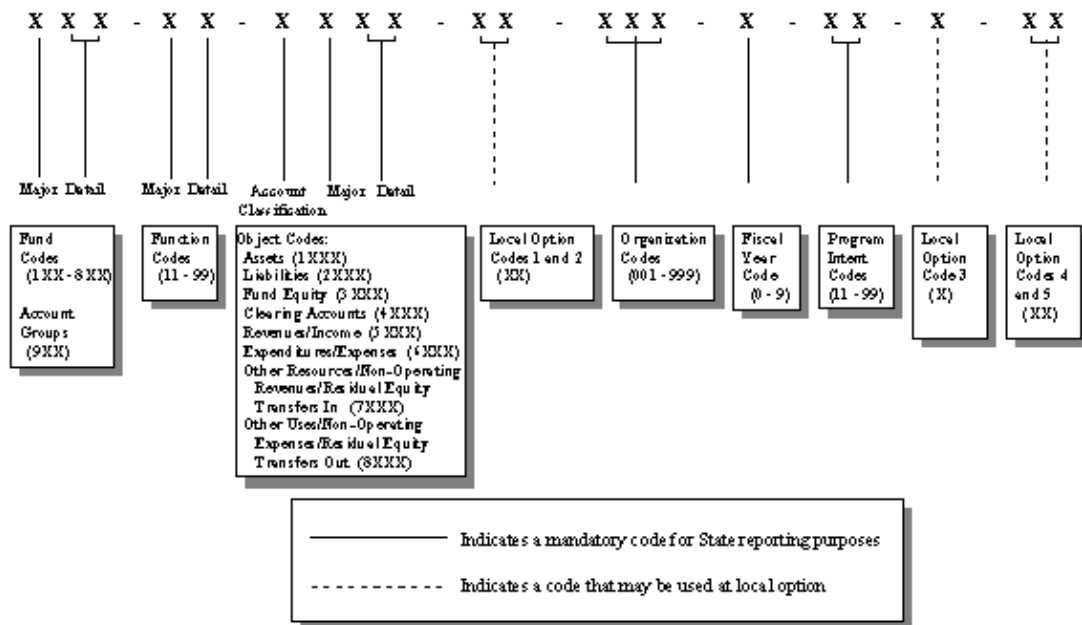 X X X - X X - X X X X - X X - X X X - X - X X - X - X X
Major Detail
Major Detail
Account
Classification
Major Detail
Fund
Codes
(1XX - 8XX)
Account
Groups
(9XX)
Function
Codes
(11 - 99)
Object Codes:
Assets (1XXX)
Liabilities (2XXX)
Fund Equity (3XXX)
Clearing Accounts (4XXX)
Revenues/Income (5XXX)
Expenditures/Expenses (6XXX)
Other Resources/Non-Operating
Revenues/Residual Equity
Transfers In (7XXX)
Other Uses/Non-Operating
Expenses/Residual Equity
Transfers Out (8XXX)
Local Option
Codes 1 and 2
(XX)
Organization
Codes
(001 - 999)
Fiscal
Year
Code
(0 - 9)
Program
Intent
Codes
(11 - 99)
Local
Option
Code 3
(X)
Local
Option
Codes 4
and 5
(XX)
Indicates a mandatory code for State reporting purposes
Indicates a code that may be used at local option